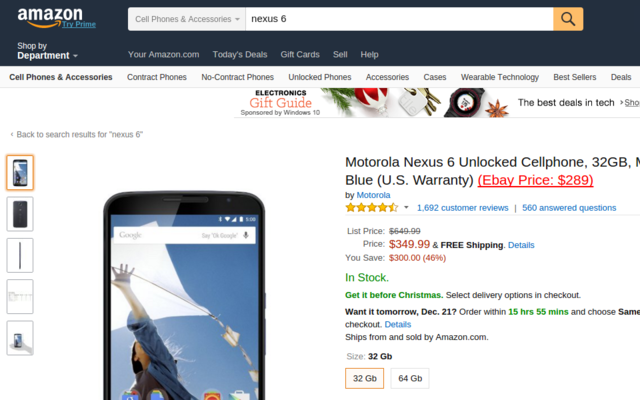 amazon
Try Prime
Cell Phones & Accessories
nexus 6
Shop by
Department
Your Amazon.com Today's Deals Gift Cards Sell Help
Cell Phones & Accessories Contract Phones No-Contract Phones Unlocked Phones Accessories Cases Wearable Technology Best Sellers Deals
ELECTRONICS
Gift Guide
Sponsored by Windows 10
The best deals in tech › Sho
‹ Back to search results for "nexus 6"
Motorola Nexus 6 Unlocked Cellphone, 32GB, M
Blue (U.S. Warranty) (Ebay Price: $289)
by Motorola
1,692 customer reviews | 560 answered questions
List Price: $649.99
Price: $349.99 & FREE Shipping. Details
You Save: $300.00 (46%)
In Stock.
Get it before Christmas. Select delivery options in checkout.
Want it tomorrow, Dec. 21? Order within 15 hrs 55 mins and choose Same
checkout. Details
Ships from and sold by Amazon.com.
Size: 32 Gb
32 Gb 64 Gb
Google Say "Ok Google"